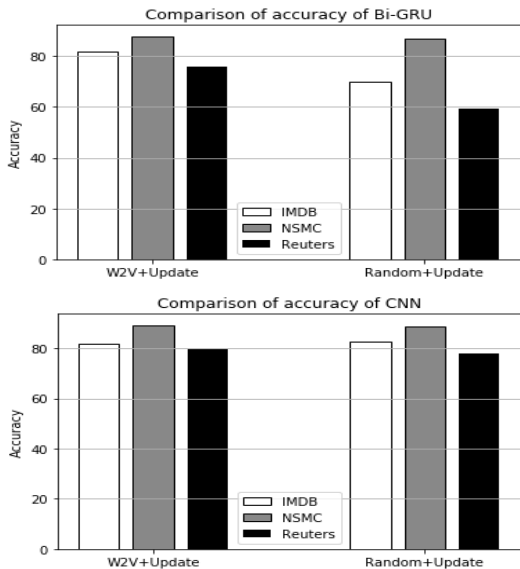 Comparison of accuracy of Bi-GRU
80
60
40
20
0
Accuracy
IMDB
NSMC
Reuters
W2V+Update Random+Update
Comparison of accuracy of CNN
80
60
40
20
0
Accuracy
IMDB
NSMC
Reuters
W2V+Update Random+Update